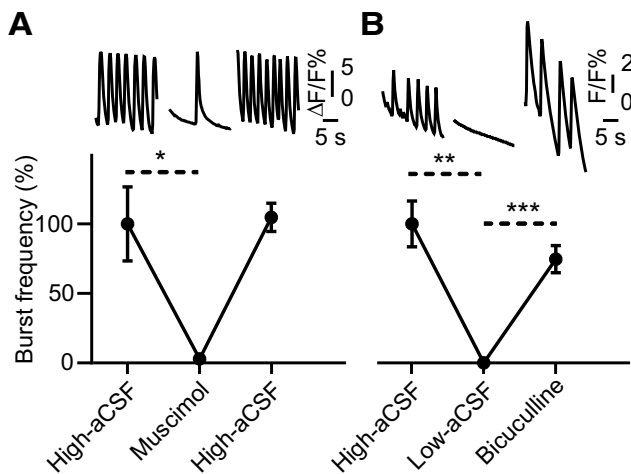 A
B
ΔF/F%
5
0
5 s
F/F%
2
0
5 s
*
**
***
Burst frequency (%)
100
50
0
High-aCSF
Muscimol
High-aCSF
High-aCSF
Low-aCSF
Bicuculline